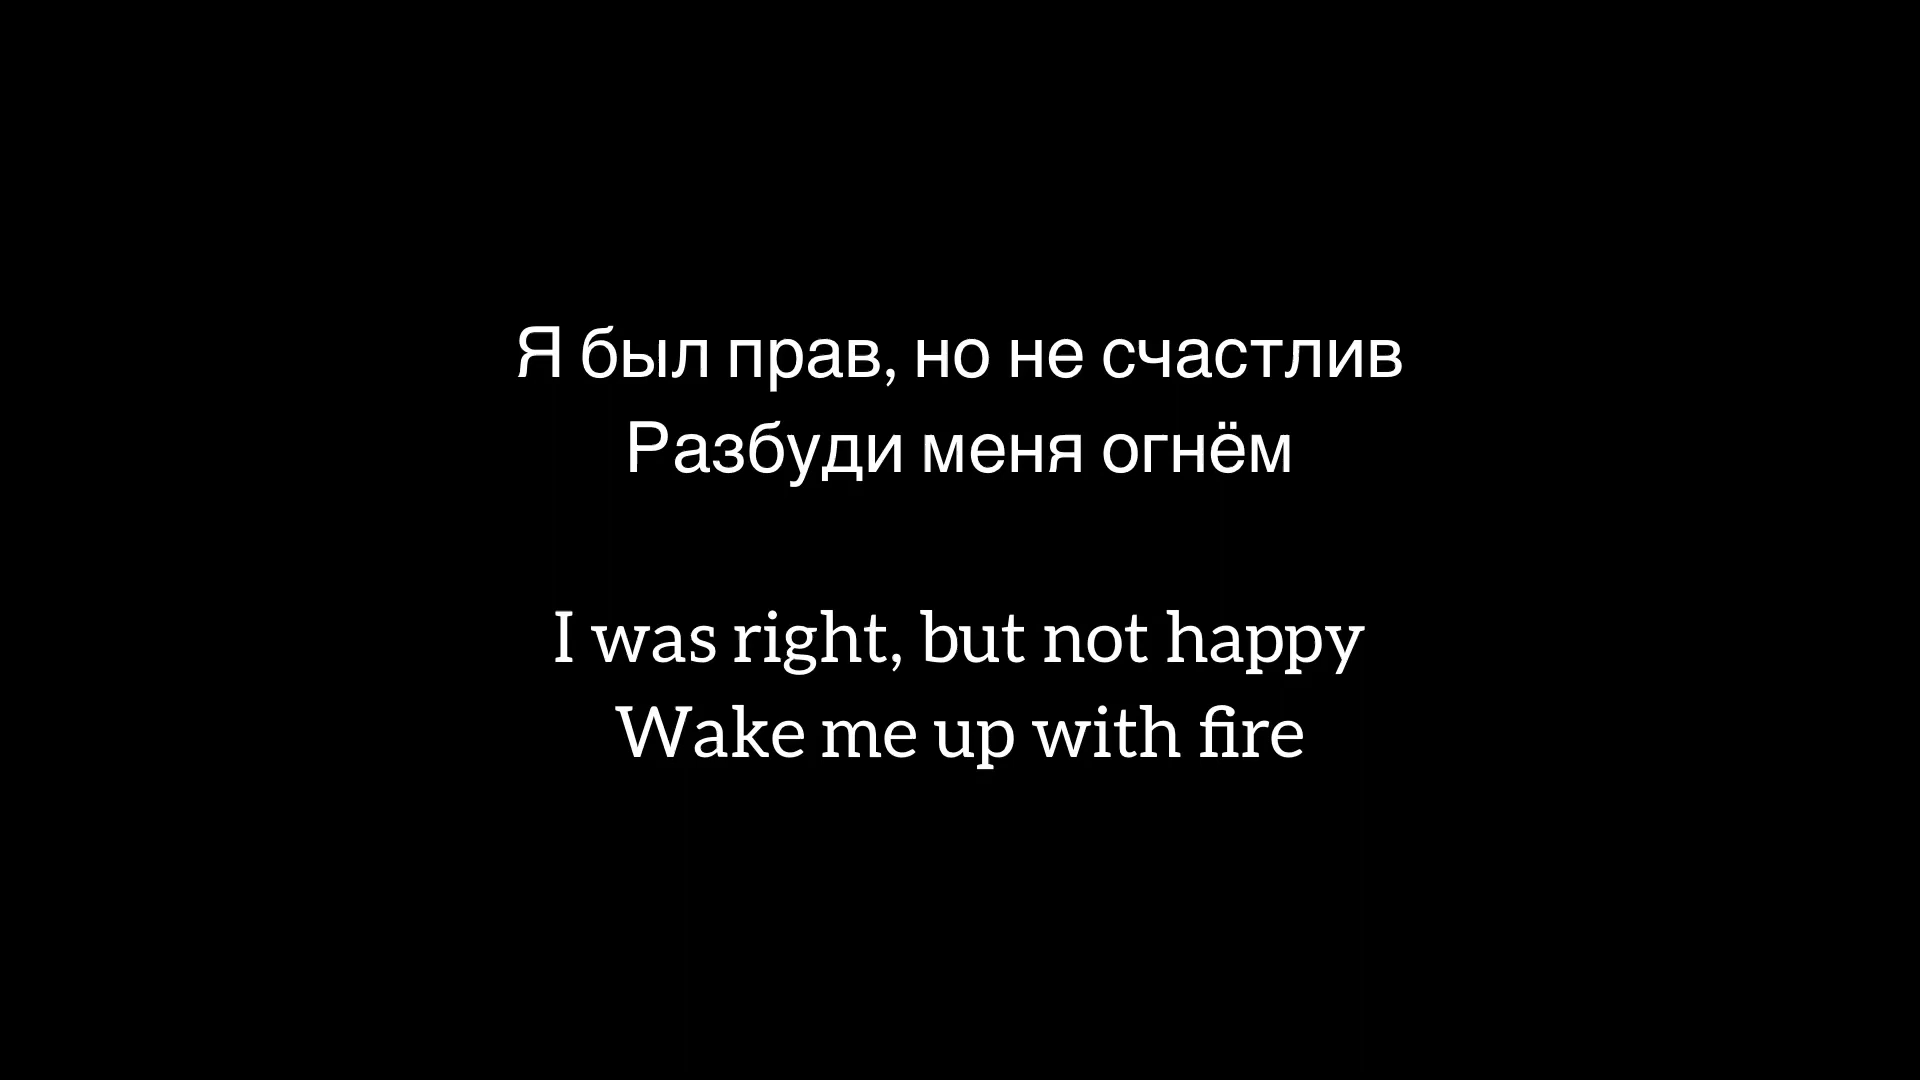 Я был прав, но не счастлив
Разбуди меня огнём
I was right, but not happy
Wake me up with fire